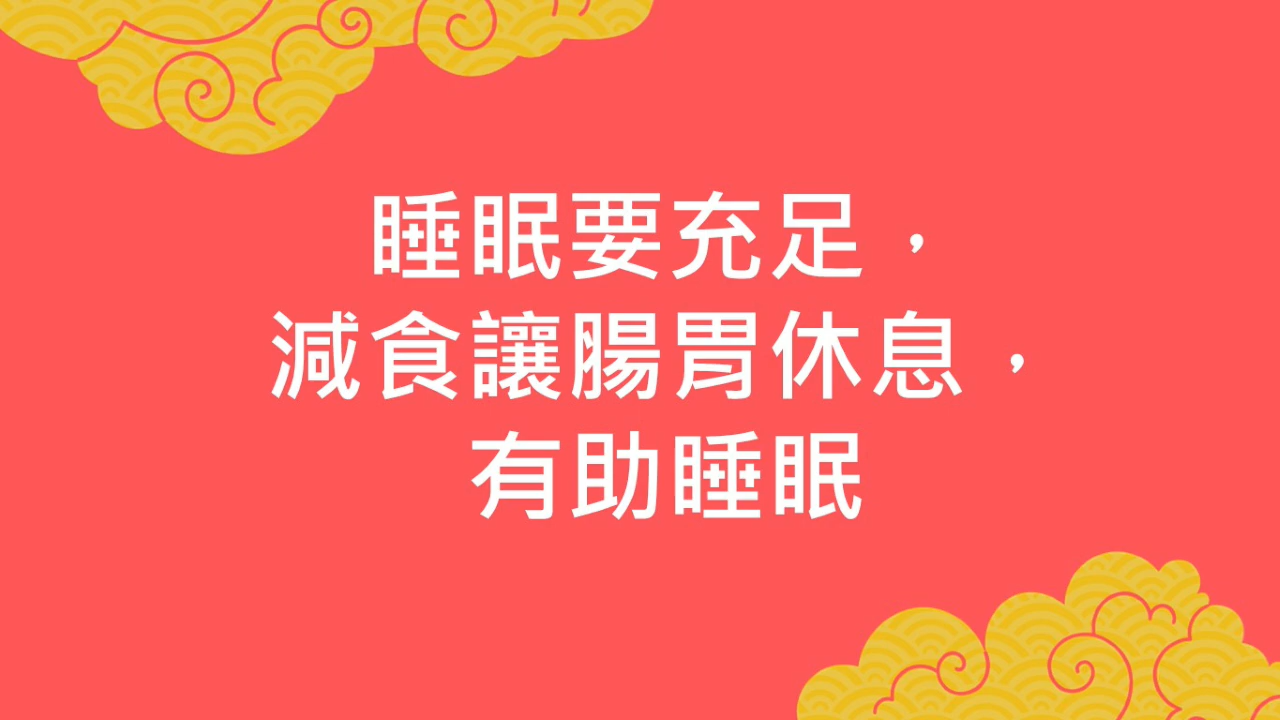 睡眠要充足，
減食讓腸胃休息，
有助睡眠